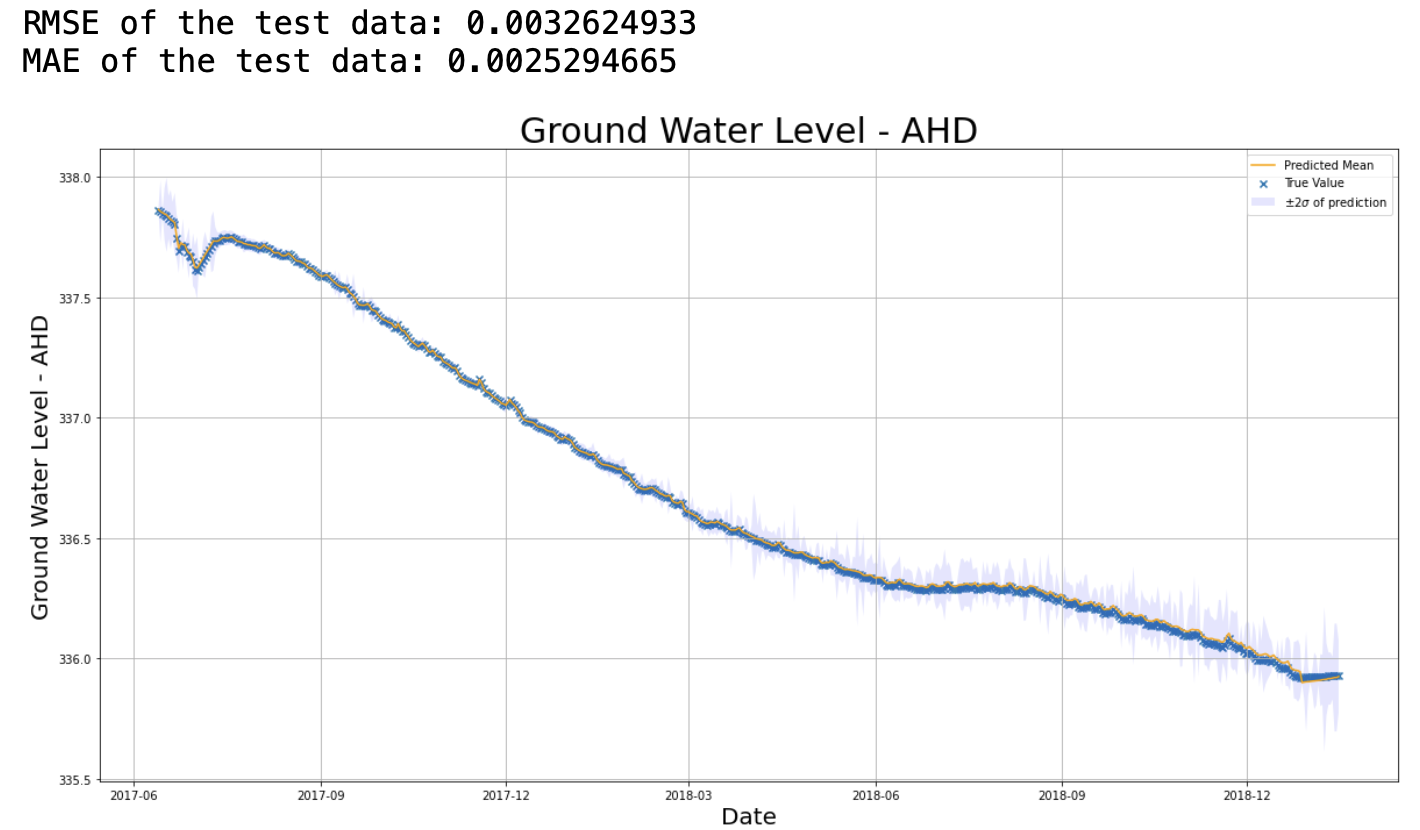 RMSE of the test data: 0.0032624933
MAE of the test data: 0.0025294665
Ground Water Level - AHD
Predicted Mean
True Value
±2σ of prediction
338.0
337.5
337.0
336.5
336.0
335.5
Ground Water Level - AHD
2017-06 2017-09 2017-12 2018-03 2018-06 2018-09 2018-12
Date